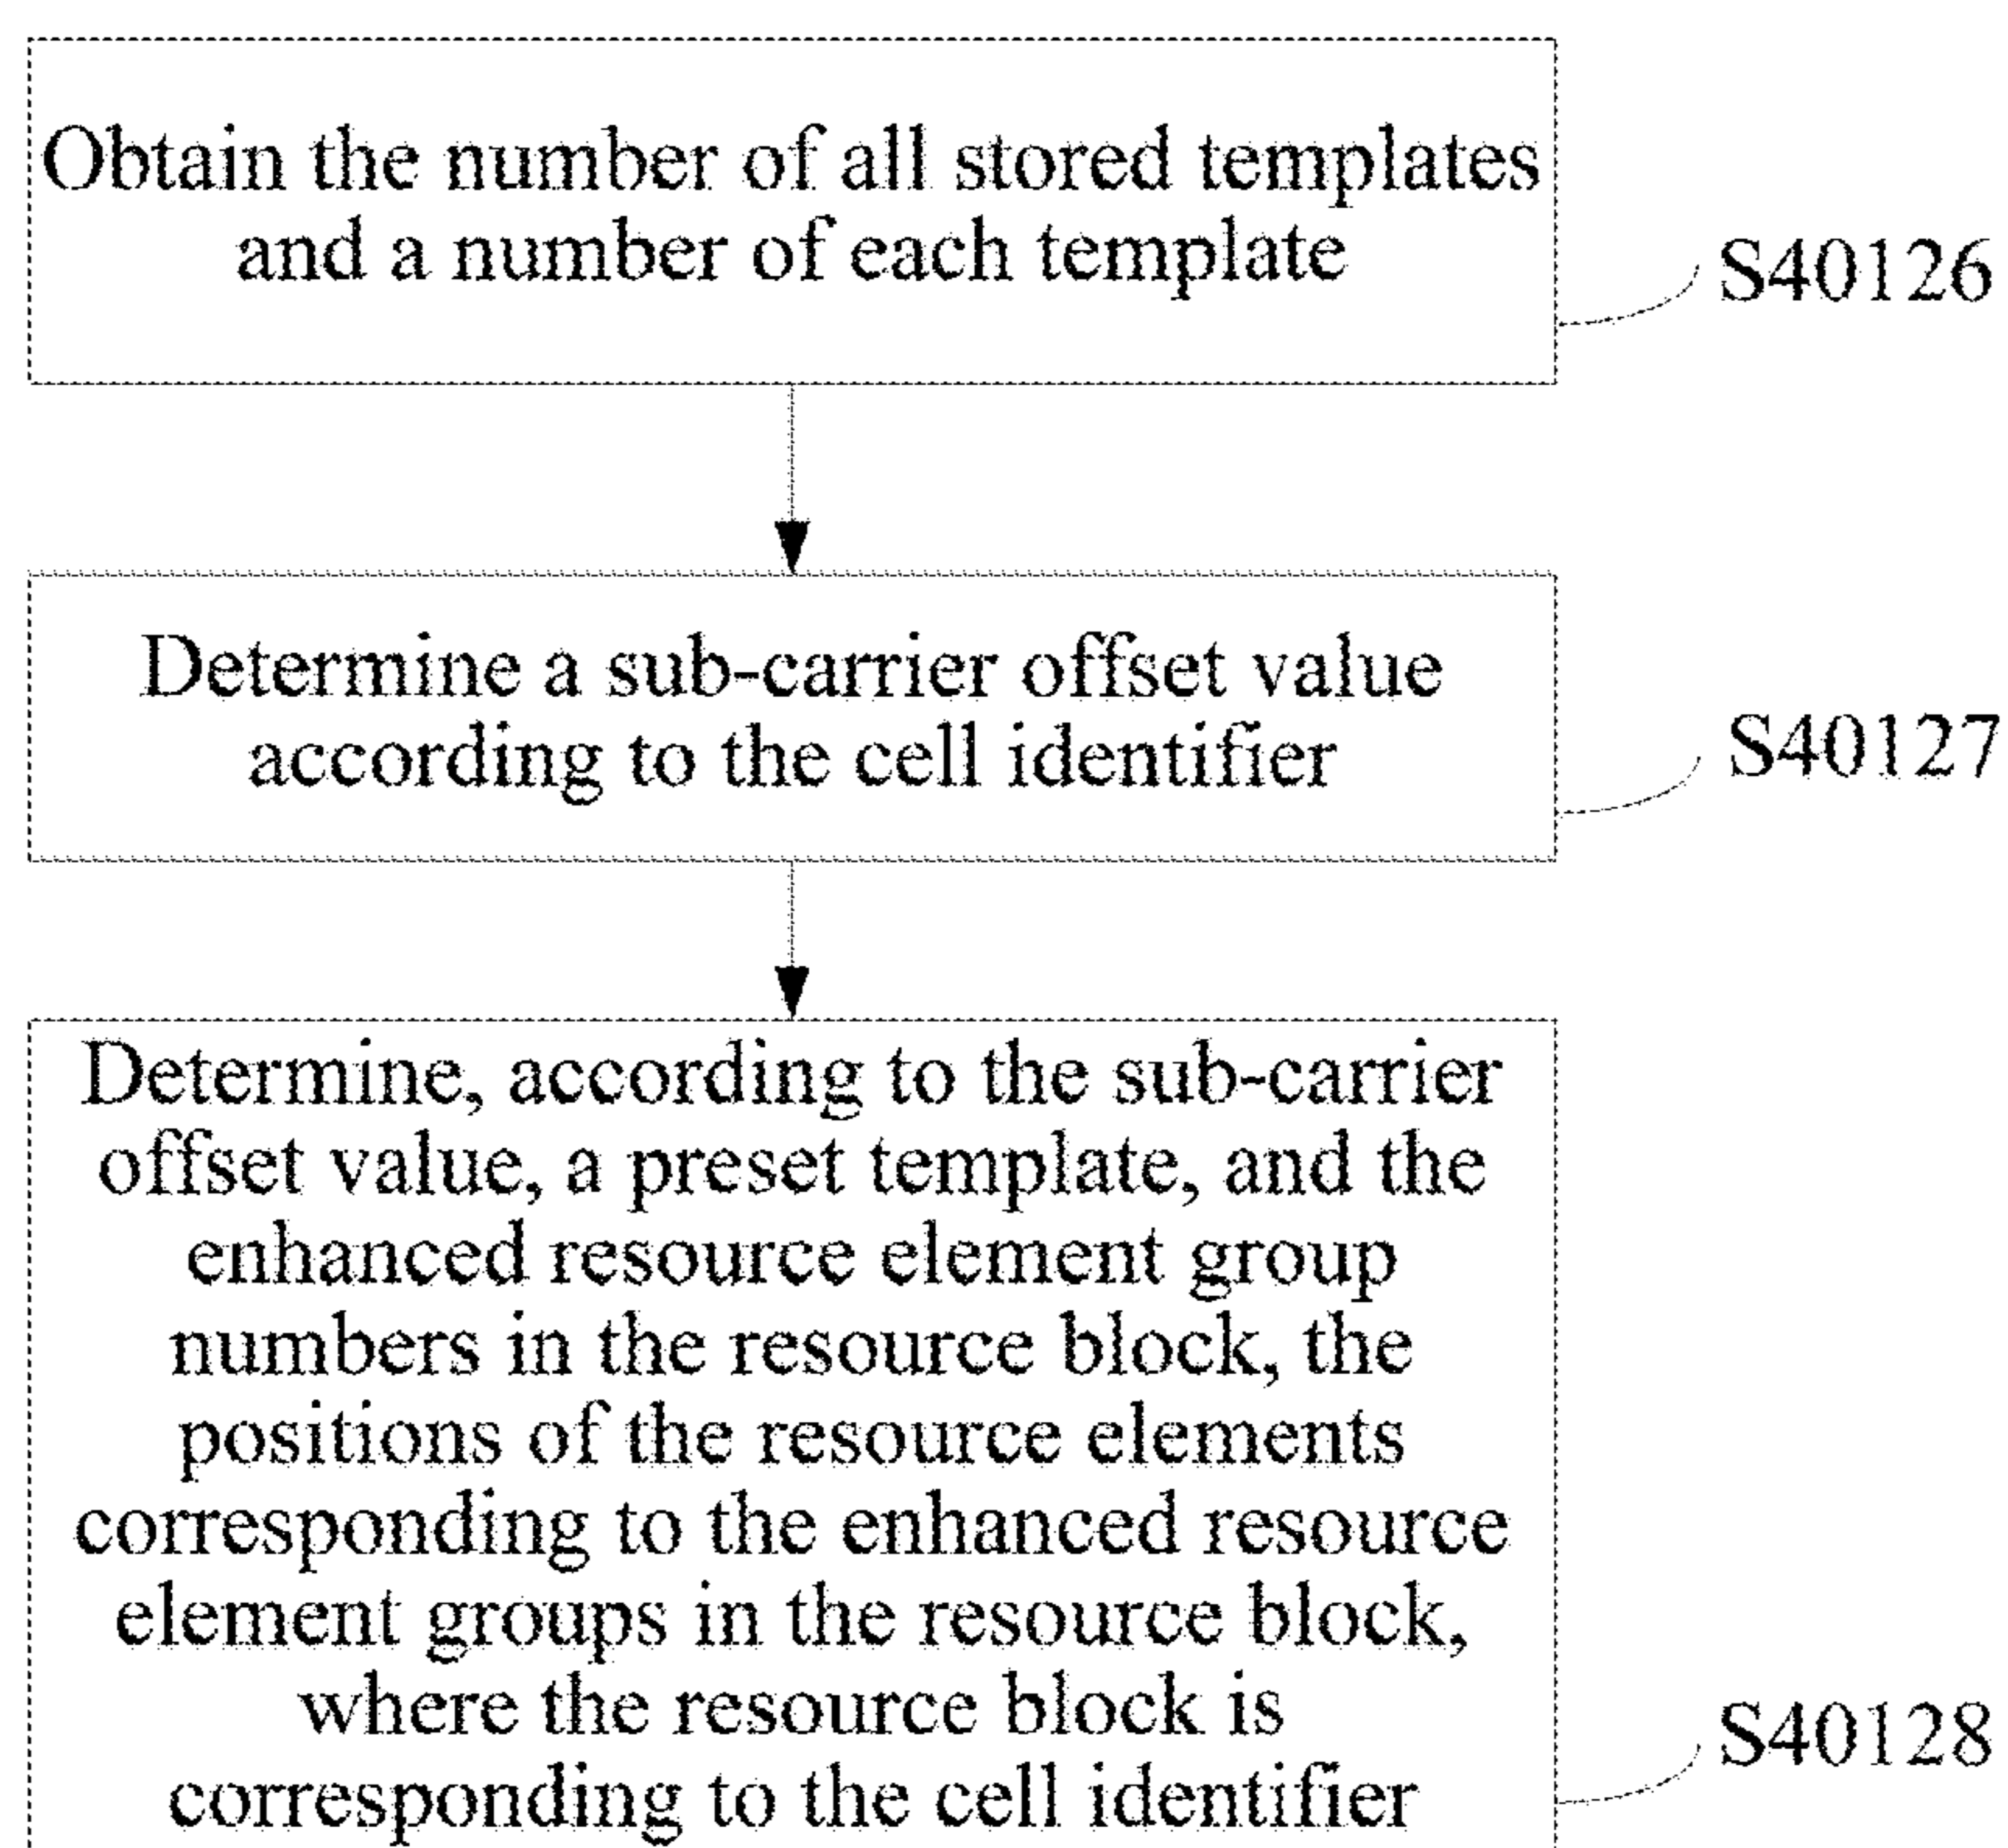 Obtain the number of all stored templates
and a number of each template
S40126
Determine a sub-carrier offset value
according to the cell identifier
S40127
Determine, according to the sub-carrier
offset value, a preset template, and the
enhanced resource element group
numbers in the resource block, the
positions of the resource elements
corresponding to the enhanced resource
element groups in the resource block,
where the resource block is
corresponding to the cell identifier
S40128